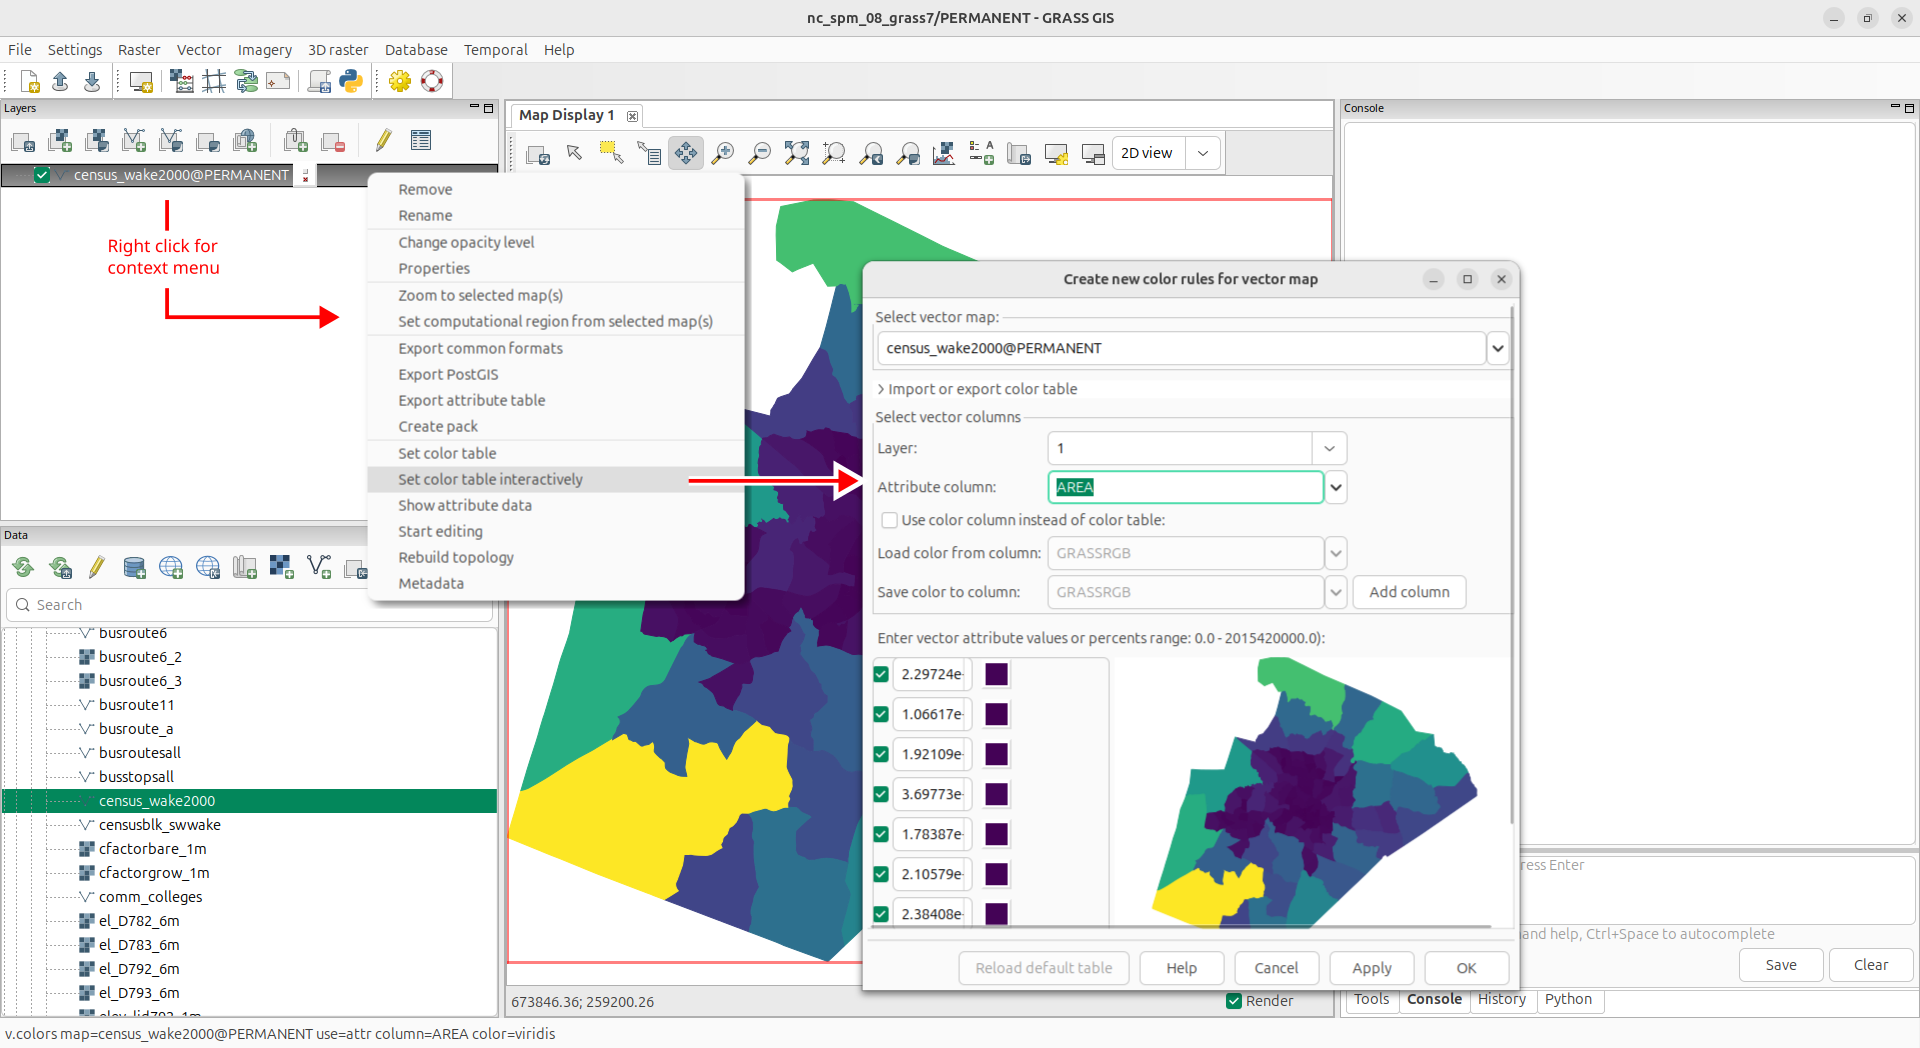 nc_spm_08_grass7/PERMANENT - GRASS GIS
File Settings Raster Vector Imagery 3D raster Database Temporal Help
Layers
census_wake2000@PERMANENT
Right click for
context menu
Remove
Rename
Change opacity level
Properties
Zoom to selected map(s)
Set computational region from selected map(s)
Export common formats
Export PostGIS
Export attribute table
Create pack
Set color table
Set color table interactively
Show attribute data
Start editing
Rebuild topology
Metadata
Data
Search
busroute6
busroute6_2
busroute6_3
busroute11
busroute_a
busroutesall
busstopsall
census_wake2000
censusblk_swwake
cfactorbare_1m
cfactorgrow_1m
comm_colleges
el_D782_6m
el_D783_6m
el_D792_6m
el_D793_6m
Map Display 1
2D view
673846.36; 259200.26
Render
Create new color rules for vector map
Select vector map:
census_wake2000@PERMANENT
Import or export color table
Select vector columns
Layer: 1
Attribute column: AREA
Use color column instead of color table:
Load color from column: GRASSRGB
Save color to column: GRASSRGB Add column
Enter vector attribute values or percents range: 0.0 - 2015420000.0):
2.29724e
1.06617e
1.92109e
3.69773e
1.78387e
2.10579e
2.38408e
Reload default table Help Cancel Apply OK
Console
ress Enter
and help, Ctrl+Space to autocomplete
Save Clear
Tools Console History Python
v.colors map=census_wake2000@PERMANENT use=attr column=AREA color=viridis